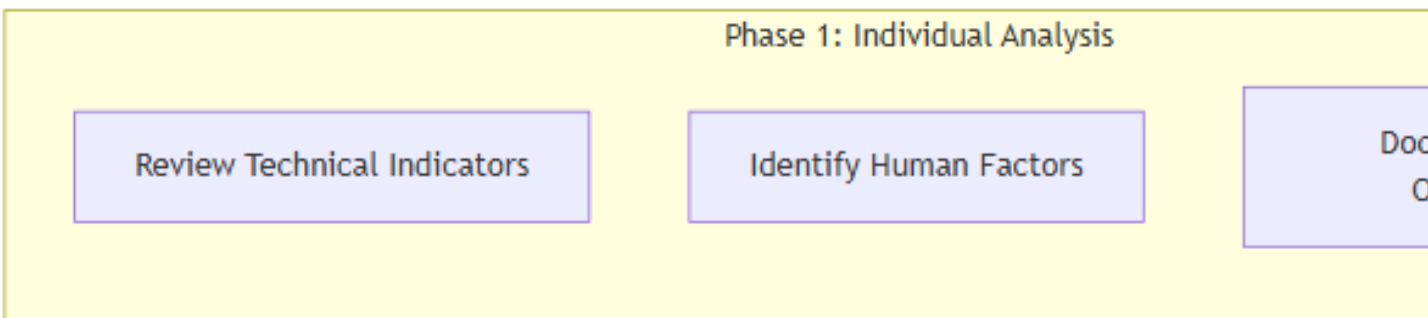 Phase 1: Individual Analysis
Review Technical Indicators
Identify Human Factors